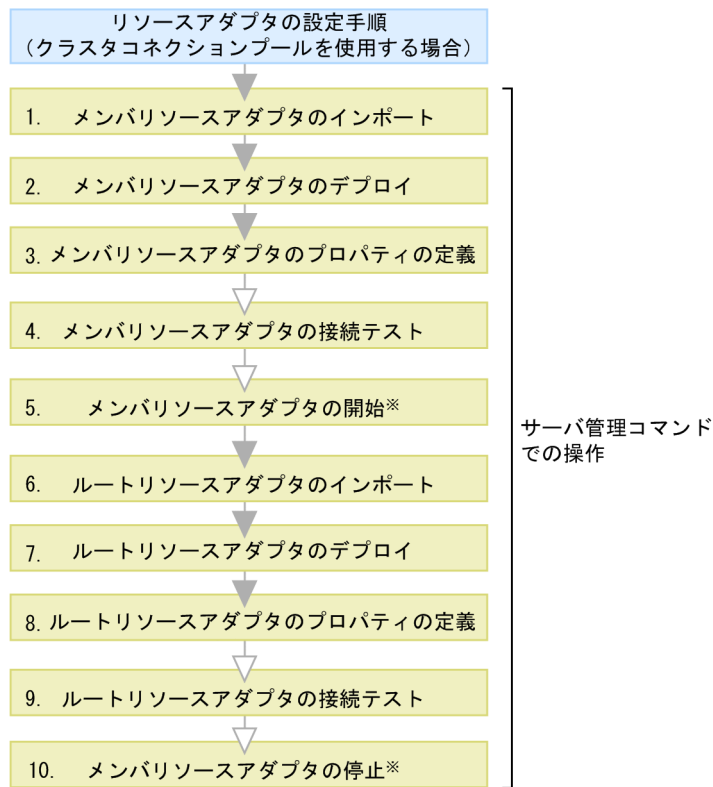 リソースアダプタの設定手順
（クラスタコネクションプールを使用する場合）
1. メンバリソースアダプタのインポート
2. メンバリソースアダプタのデプロイ
3. メンバリソースアダプタのプロパティの定義
4. メンバリソースアダプタの接続テスト
5. メンバリソースアダプタの開始※
6. ルートリソースアダプタのインポート
7. ルートリソースアダプタのデプロイ
8. ルートリソースアダプタのプロパティの定義
9. ルートリソースアダプタの接続テスト
10. メンバリソースアダプタの停止※
サーバ管理コマンド
での操作